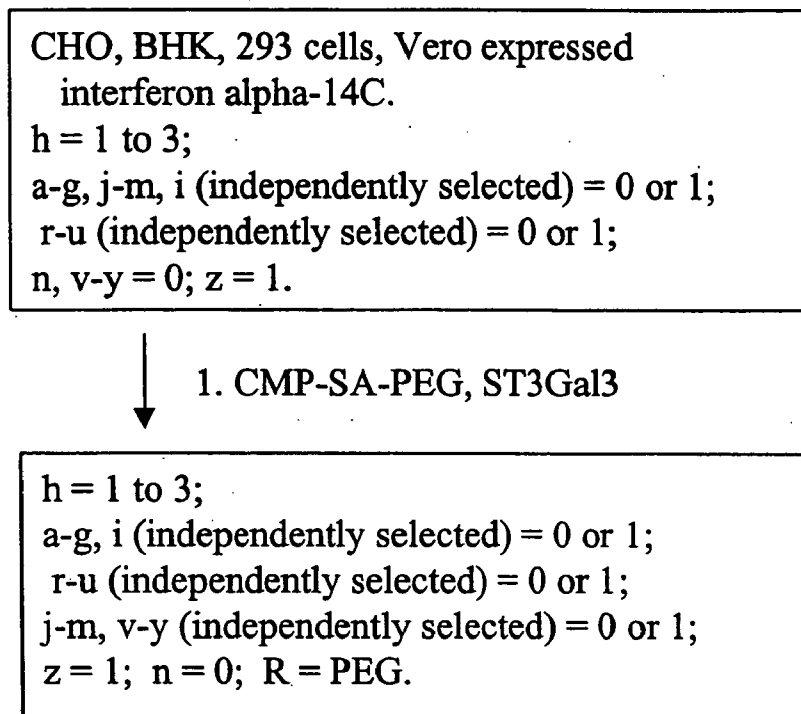 CHO, BHK, 293 cells, Vero expressed
interferon alpha-14C.
h = 1 to 3;
a-g, j-m, i (independently selected) = 0 or 1;
r-u (independently selected) = 0 or 1;
n, v-y = 0; z = 1.
1. CMP-SA-PEG, ST3Gal3
h = 1 to 3;
a-g, i (independently selected) = 0 or 1;
r-u (independently selected) = 0 or 1;
j-m, v-y (independently selected) = 0 or 1;
z = 1; n = 0; R = PEG.